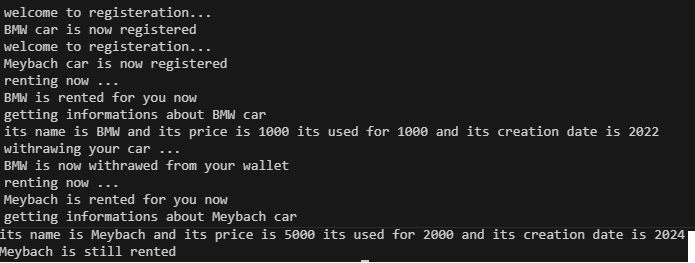 welcome to registeration...
BMW car is now registered
welcome to registeration...
Meybach car is now registered
renting now ...
BMW is rented for you now
getting informations about BMW car
its name is BMW and its price is 1000 its used for 1000 and its creation date is 2022
withrawing your car ...
BMW is now withrawed from your wallet
renting now ...
Meybach is rented for you now
getting informations about Meybach car
its name is Meybach and its price is 5000 its used for 2000 and its creation date is 2024
Meybach is still rented